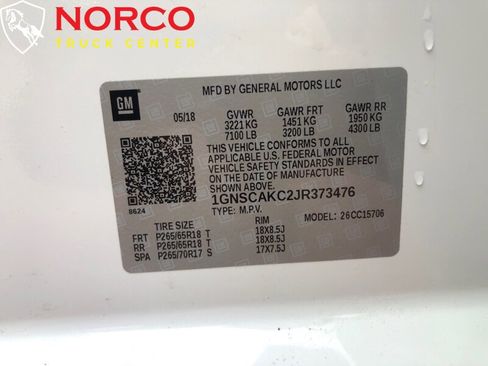 NORCO
TRUCK CENTER
GM
05/18
MFD BY GENERAL MOTORS LLC
GVWR GAWR FRT GAWR RR
3221 KG 1451 KG 1950 KG
7100 LB 3200 LB 4300 LB
THIS VEHICLE CONFORMS TO ALL
APPLICABLE U.S. FEDERAL MOTOR
VEHICLE SAFETY STANDARDS IN EFFECT
ON THE DATE OF MANUFACTURE
SHOWN ABOVE.
1GNSCAKC2JR373476
8624
TYPE: M.P.V. MODEL: 26CC15706
TIRE SIZE RIM
FRT P265/65R18 T 18X8.5J
RR P265/65R18 T 18X8.5J
SPA P265/70R17 S 17X7.5J